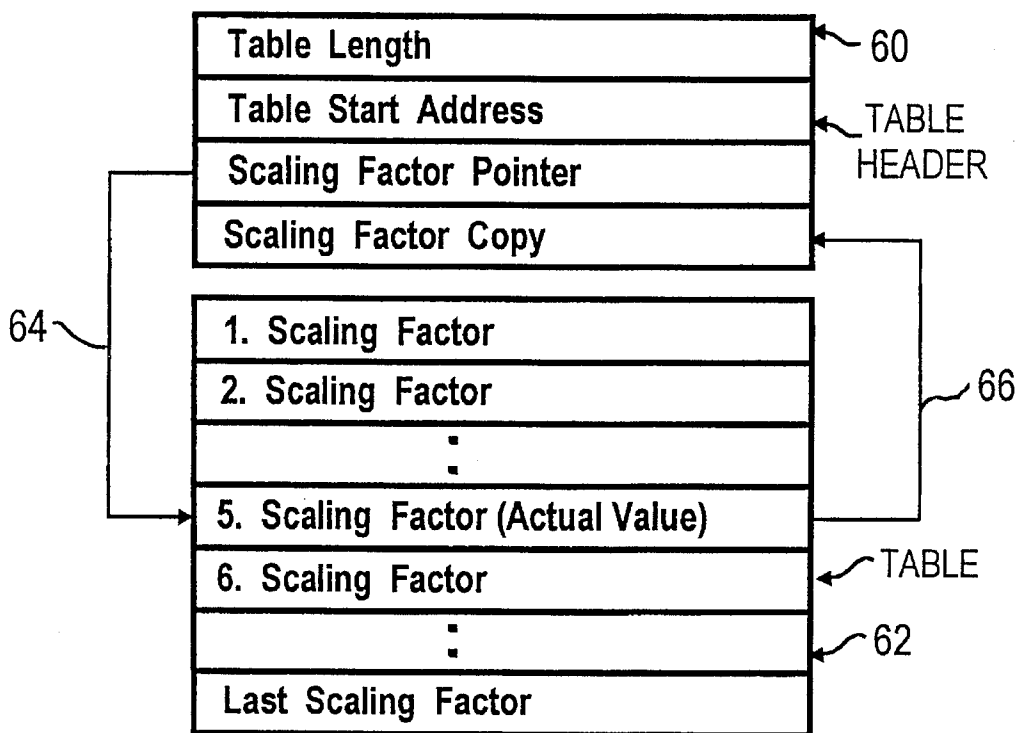 Table Length
60
Table Start Address
TABLE
HEADER
Scaling Factor Pointer
Scaling Factor Copy
64
1. Scaling Factor
2. Scaling Factor
:
66
5. Scaling Factor (Actual Value)
6. Scaling Factor
TABLE
:
62
Last Scaling Factor